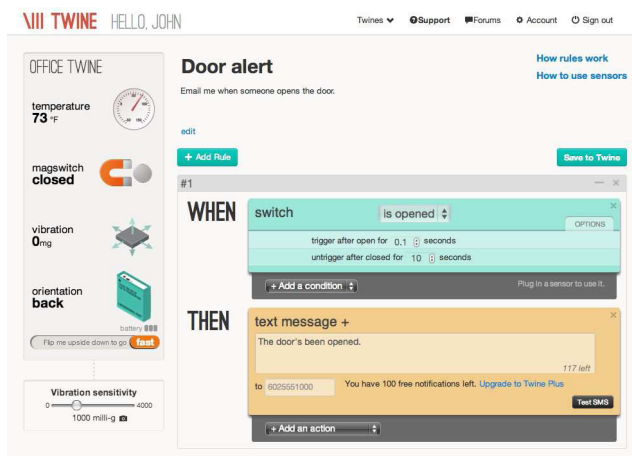 TWINE HELLO, JOHN
Twines Support Forums Account Sign out
OFFICE TWINE
temperature
73 °F
magswitch
closed
vibration
0mg
orientation
back
battery
Flip me upside down to go fast
Vibration sensitivity
0 4000
1000 milli-g
Door alert
Email me when someone opens the door.
edit
How rules work
How to use sensors
+ Add Rule
Save to Twine
#1
WHEN
switch is opened
OPTIONS
trigger after open for 0.1 seconds
untrigger after closed for 10 seconds
+ Add a condition
Plug in a sensor to use it.
THEN
text message +
The door's been opened.
117 left
to 6025551000 You have 100 free notifications left. Upgrade to Twine Plus
Test SMS
+ Add an action